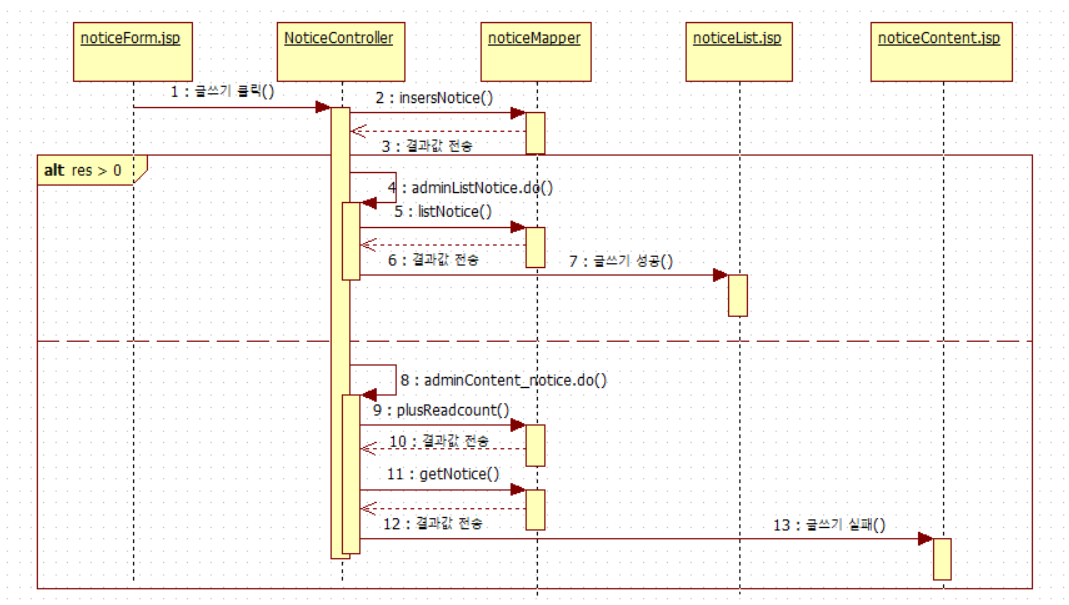 noticeForm.jsp
NoticeController
noticeMapper
noticeList.jsp
noticeContent.jsp
1 : 글쓰기 클릭()
2 : insersNotice()
3 : 결과값 전송
alt res > 0
4 : adminListNotice.do()
5 : listNotice()
6 : 결과값 전송
7 : 글쓰기 성공()
8 : adminContent_notice.do()
9 : plusReadcount()
10 : 결과값 전송
11 : getNotice()
12 : 결과값 전송
13 : 글쓰기 실패()